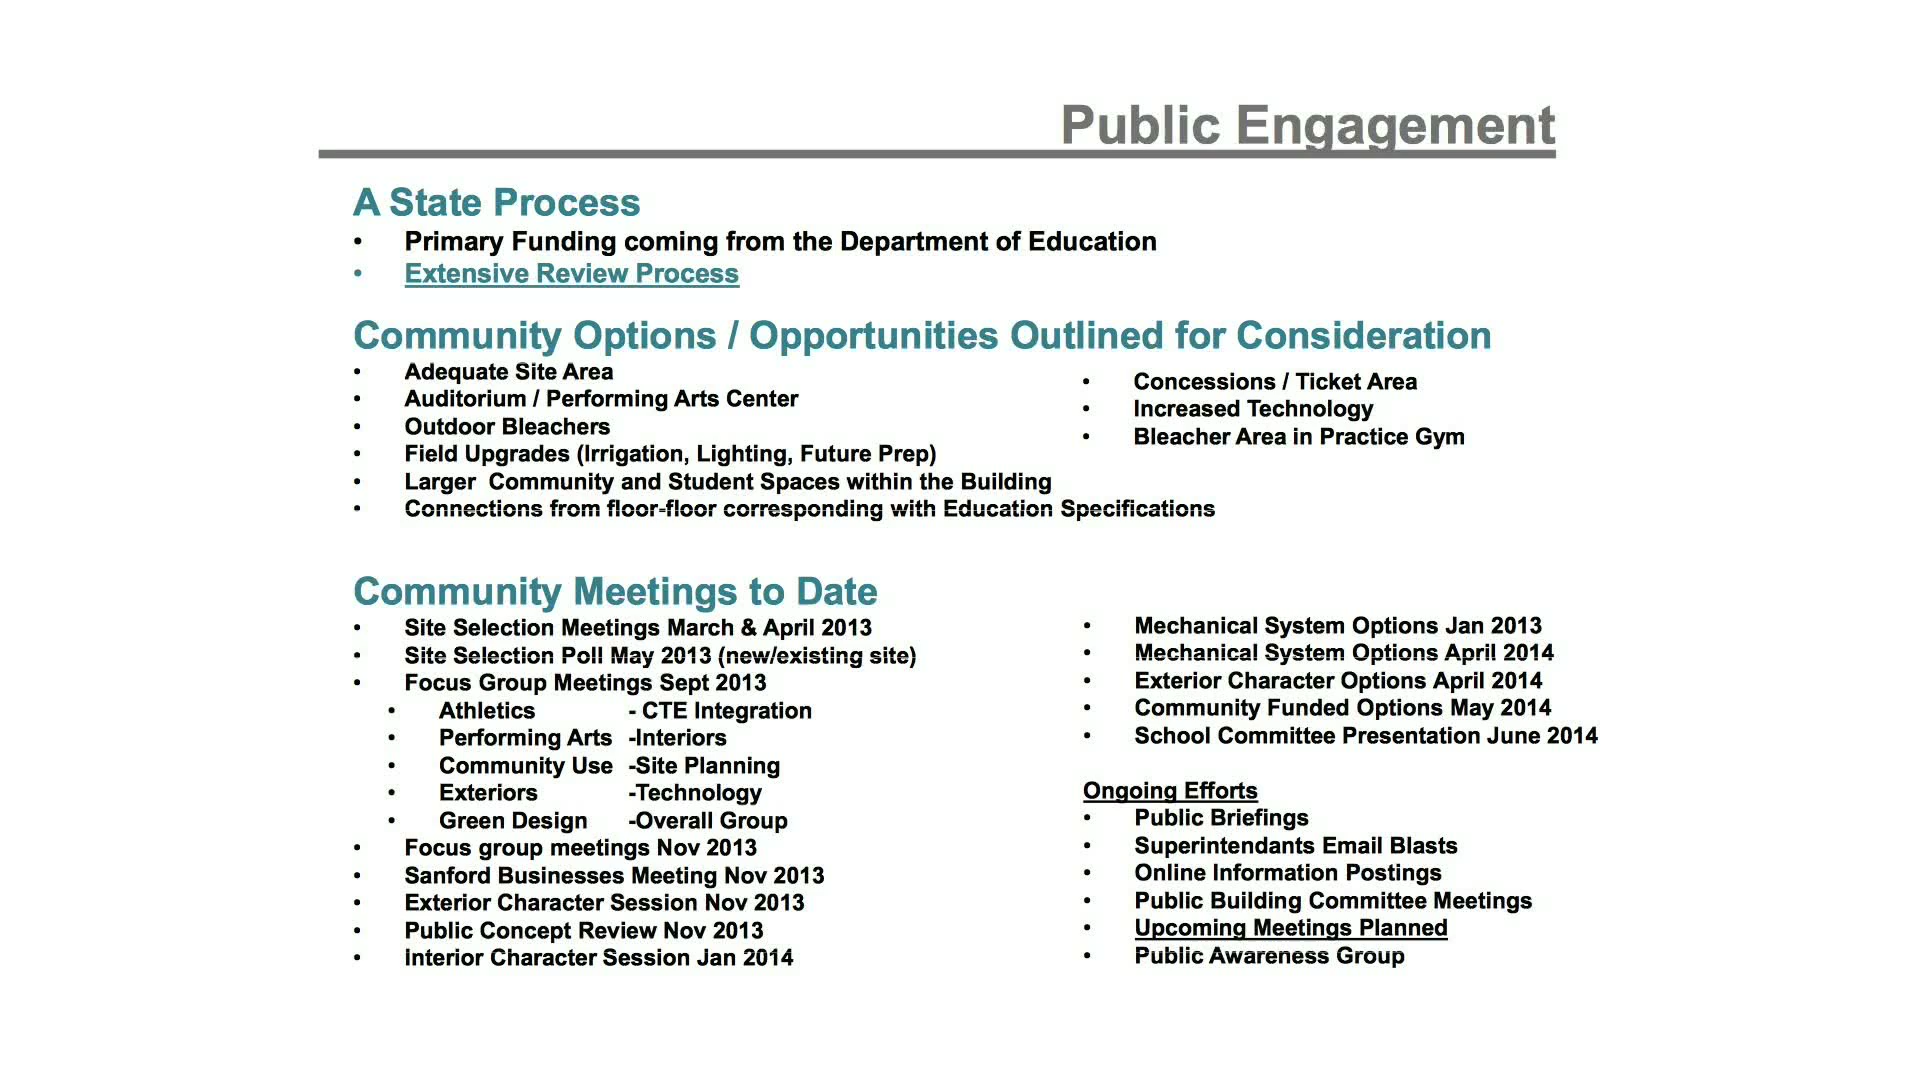 Public Engagement
A State Process
• Primary Funding coming from the Department of Education
• Extensive Review Process
Community Options / Opportunities Outlined for Consideration
• Adequate Site Area
• Auditorium / Performing Arts Center
• Outdoor Bleachers
• Field Upgrades (Irrigation, Lighting, Future Prep)
• Larger Community and Student Spaces within the Building
• Connections from floor-floor corresponding with Education Specifications
• Concessions / Ticket Area
• Increased Technology
• Bleacher Area in Practice Gym
Community Meetings to Date
• Site Selection Meetings March & April 2013
• Site Selection Poll May 2013 (new/existing site)
• Focus Group Meetings Sept 2013
• Athletics - CTE Integration
• Performing Arts -Interiors
• Community Use -Site Planning
• Exteriors -Technology
• Green Design -Overall Group
• Focus group meetings Nov 2013
• Sanford Businesses Meeting Nov 2013
• Exterior Character Session Nov 2013
• Public Concept Review Nov 2013
• Interior Character Session Jan 2014
• Mechanical System Options Jan 2013
• Mechanical System Options April 2014
• Exterior Character Options April 2014
• Community Funded Options May 2014
• School Committee Presentation June 2014
Ongoing Efforts
• Public Briefings
• Superintendants Email Blasts
• Online Information Postings
• Public Building Committee Meetings
• Upcoming Meetings Planned
• Public Awareness Group